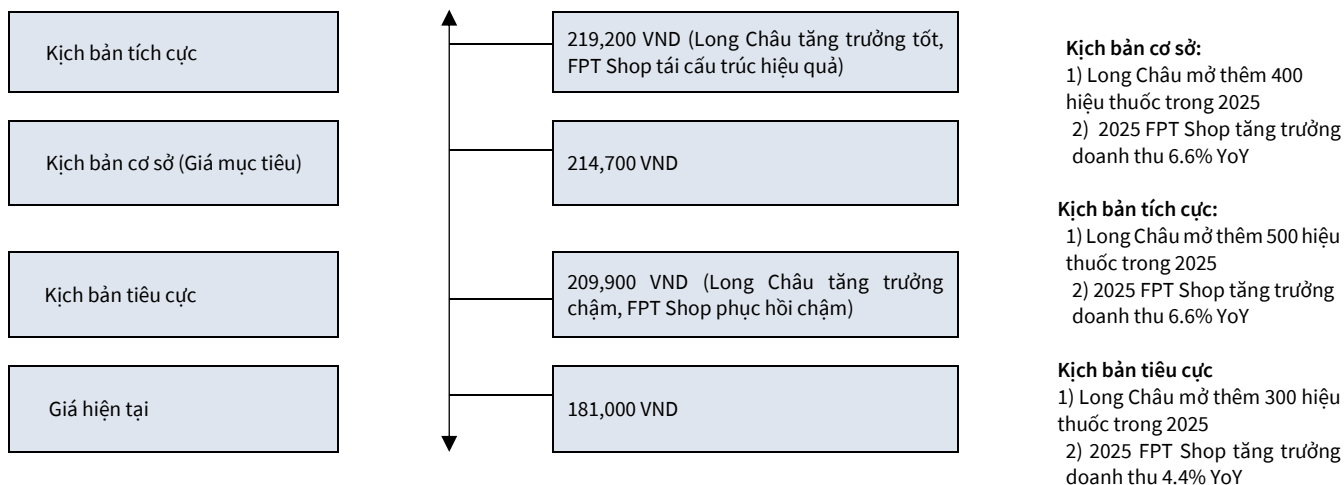 Kịch bản tích cực
219,200 VND (Long Châu tăng trưởng tốt,
FPT Shop tái cấu trúc hiệu quả)
Kịch bản cơ sở (Giá mục tiêu)
214,700 VND
Kịch bản tiêu cực
209,900 VND (Long Châu tăng trưởng
chậm, FPT Shop phục hồi chậm)
Giá hiện tại
181,000 VND
Kịch bản cơ sở:
1) Long Châu mở thêm 400
hiệu thuốc trong 2025
2) 2025 FPT Shop tăng trưởng
doanh thu 6.6% YoY
Kịch bản tích cực:
1) Long Châu mở thêm 500 hiệu
thuốc trong 2025
2) 2025 FPT Shop tăng trưởng
doanh thu 6.6% YoY
Kịch bản tiêu cực
1) Long Châu mở thêm 300 hiệu
thuốc trong 2025
2) 2025 FPT Shop tăng trưởng
doanh thu 4.4% YoY